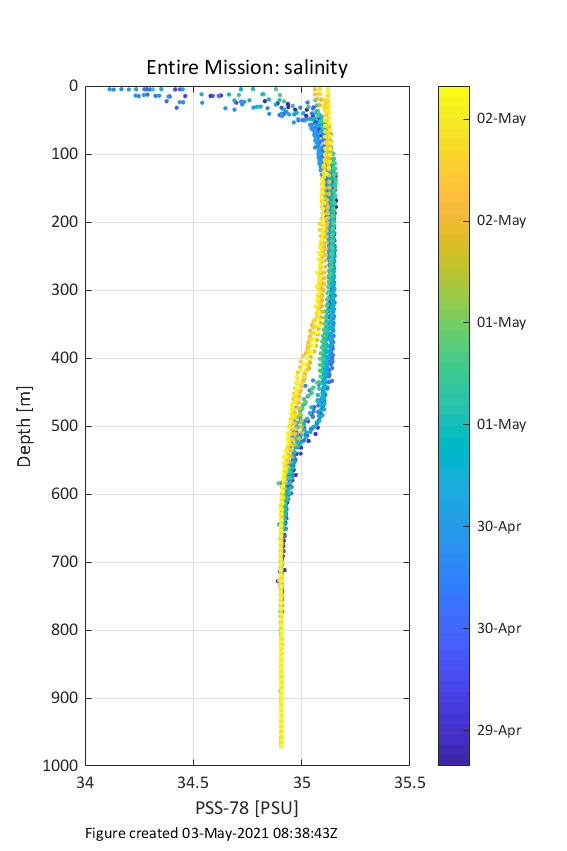 Entire Mission: salinity
0
100
200
300
400
500
600
700
800
900
1000
Depth [m]
34
34.5
35
35.5
PSS-78 [PSU]
02-May
02-May
01-May
01-May
30-Apr
30-Apr
29-Apr
Figure created 03-May-2021 08:38:43Z